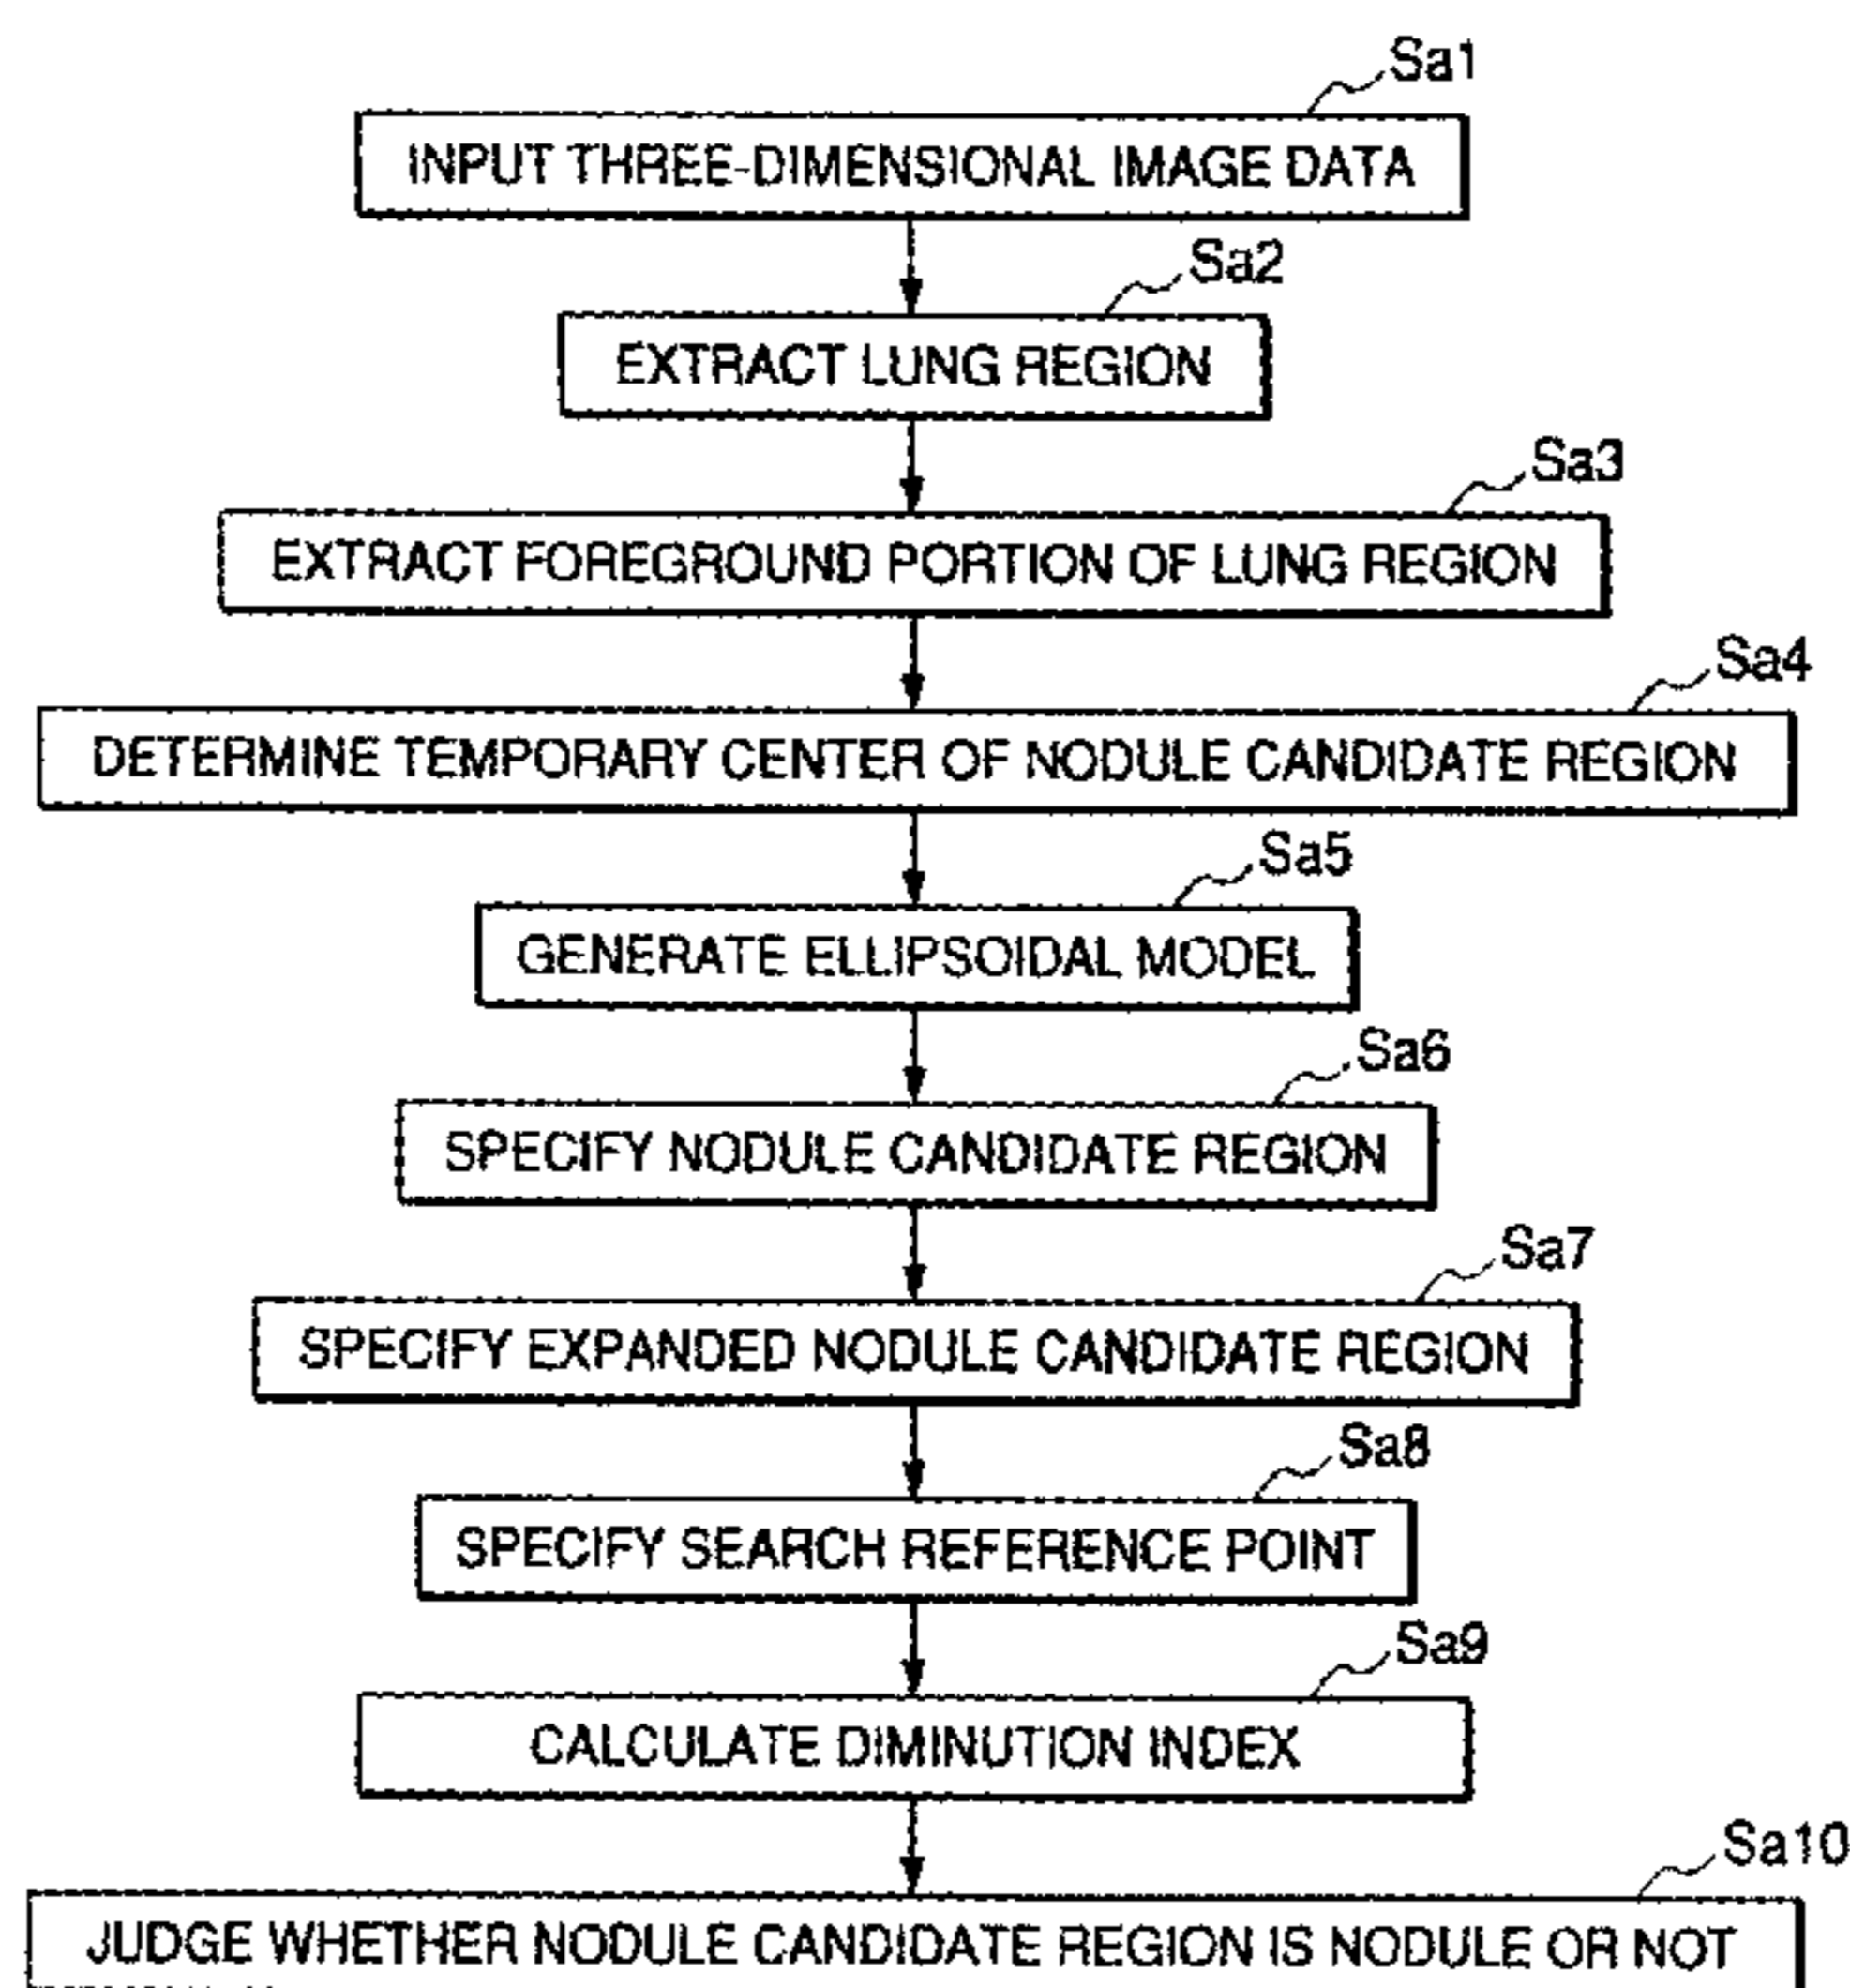 Sa1
INPUT THREE-DIMENSIONAL IMAGE DATA
Sa2
EXTRACT LUNG REGION
Sa3
EXTRACT FOREGROUND PORTION OF LUNG REGION
Sa4
DETERMINE TEMPORARY CENTER OF NODULE CANDIDATE REGION
Sa5
GENERATE ELLIPSOIDAL MODEL
Sa6
SPECIFY NODULE CANDIDATE REGION
Sa7
SPECIFY EXPANDED NODULE CANDIDATE REGION
Sa8
SPECIFY SEARCH REFERENCE POINT
Sa9
CALCULATE DIMINUTION INDEX
Sa10
JUDGE WHETHER NODULE CANDIDATE REGION IS NODULE OR NOT